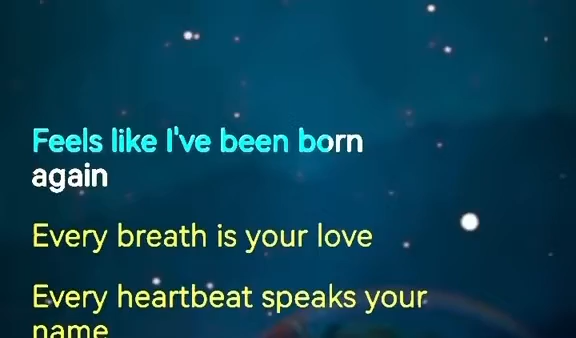 Feels like I've been born
again
Every breath is your love
Every heartbeat speaks your
name